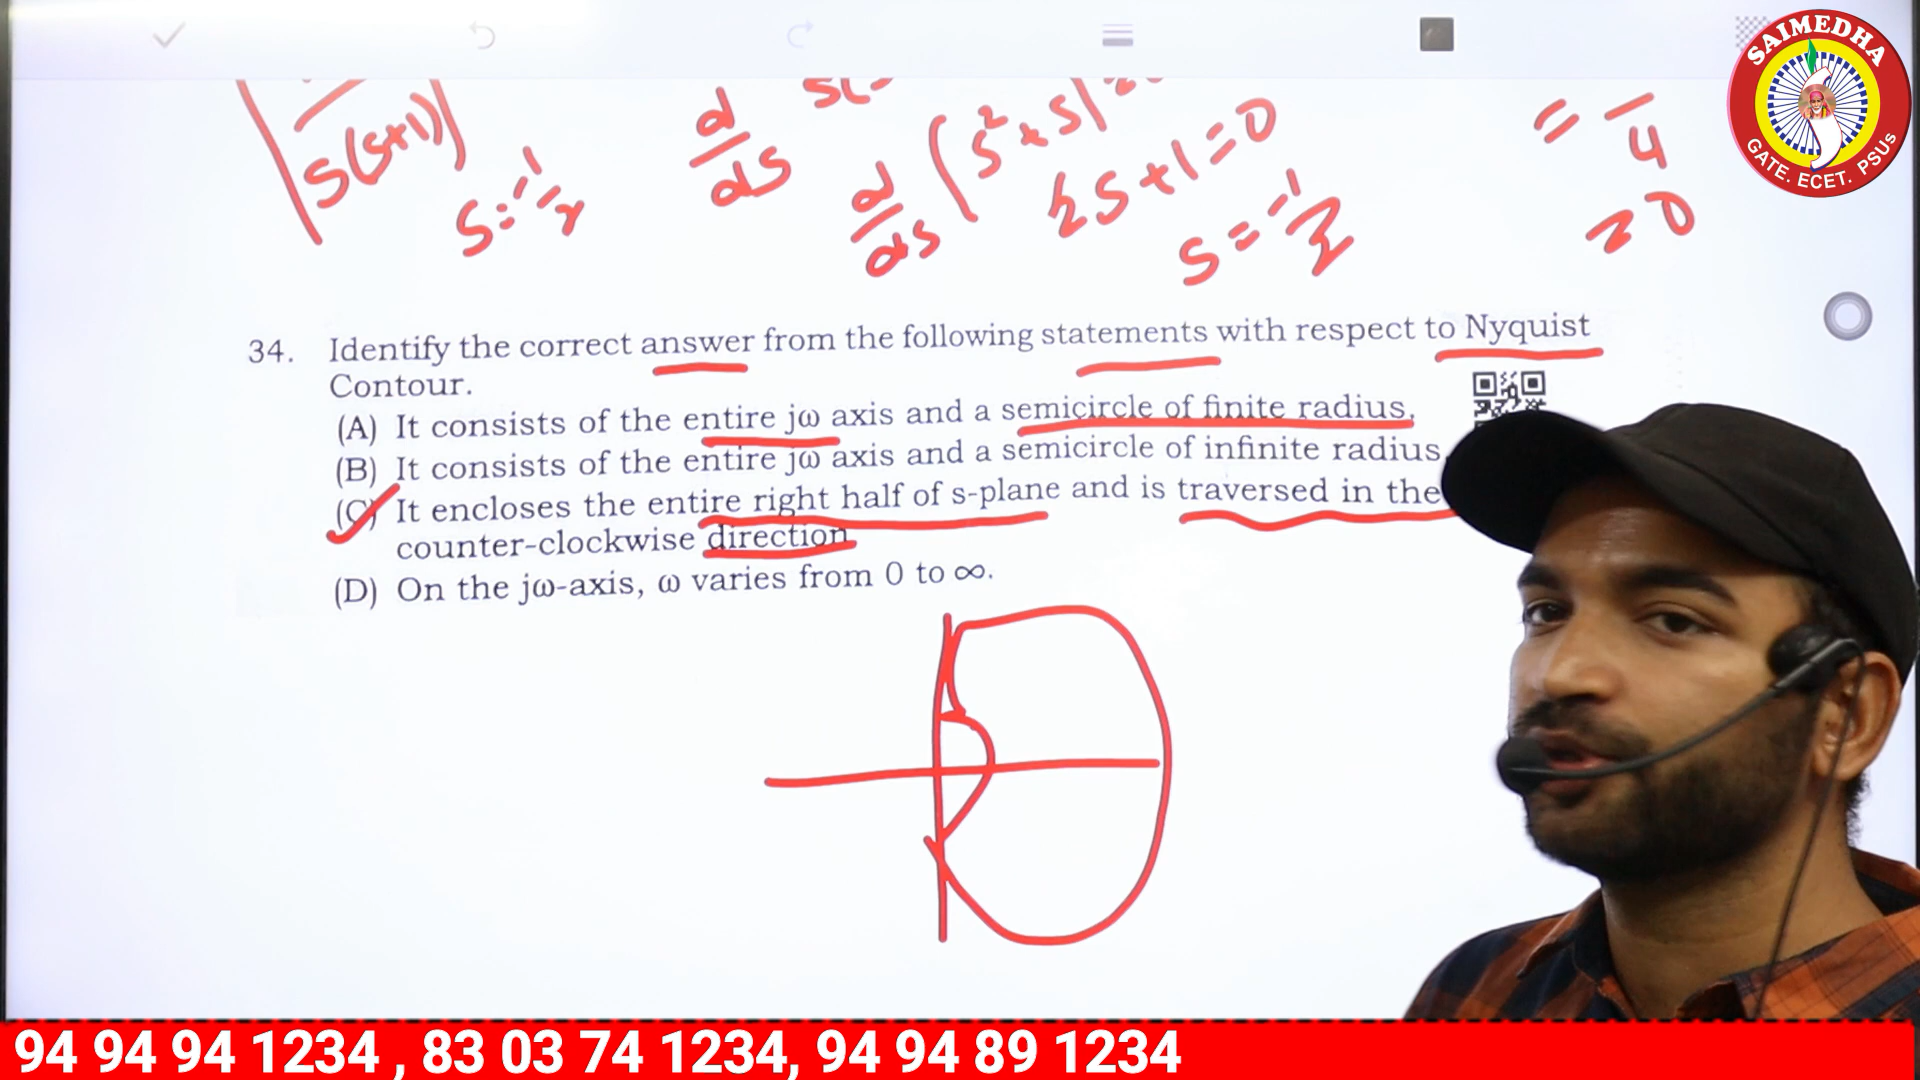 s(s+1)
s=-1/2
d/ds
d/ds (s²+s)
2s+1=0
s=-1/2
= 1/4
20
SAIMEDHA
GATE. ECET. PSUS
34. Identify the correct answer from the following statements with respect to Nyquist
Contour.
(A) It consists of the entire jω axis and a semicircle of finite radius.
(B) It consists of the entire jω axis and a semicircle of infinite radius.
(C) It encloses the entire right half of s-plane and is traversed in the
counter-clockwise direction
(D) On the jω-axis, ω varies from 0 to ∞.
94 94 94 1234 , 83 03 74 1234, 94 94 89 1234